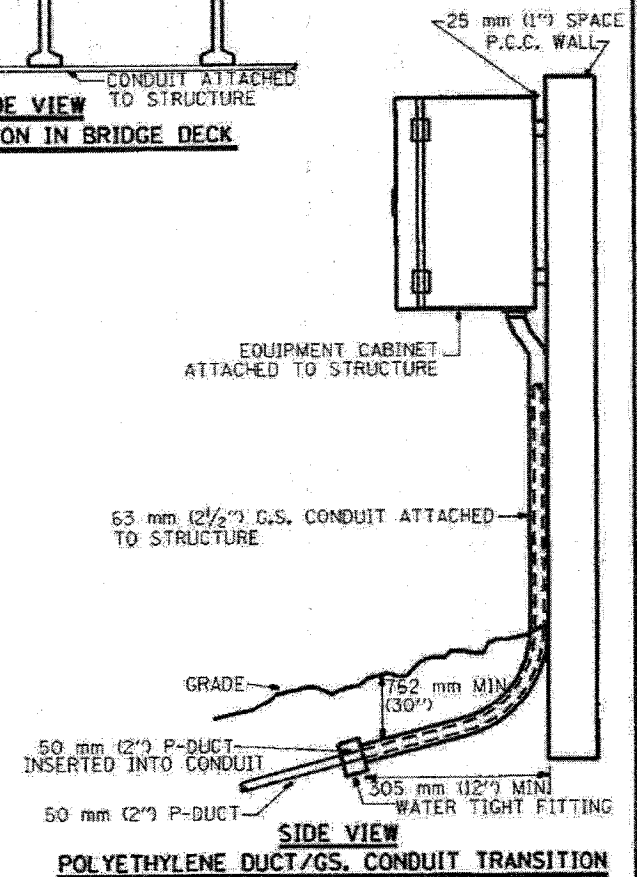 25 mm (1") SPACE
P.C.C. WALL
CONDUIT ATTACHED
TO STRUCTURE
DE VIEW
ON IN BRIDGE DECK
EQUIPMENT CABINET
ATTACHED TO STRUCTURE
63 mm (2 1/2") G.S. CONDUIT ATTACHED
TO STRUCTURE
GRADE
762 mm MIN
(30")
50 mm (2") P-DUCT
INSERTED INTO CONDUIT
305 mm (12") MIN
50 mm (2") P-DUCT
WATER TIGHT FITTING
SIDE VIEW
POLYETHYLENE DUCT/GS. CONDUIT TRANSITION